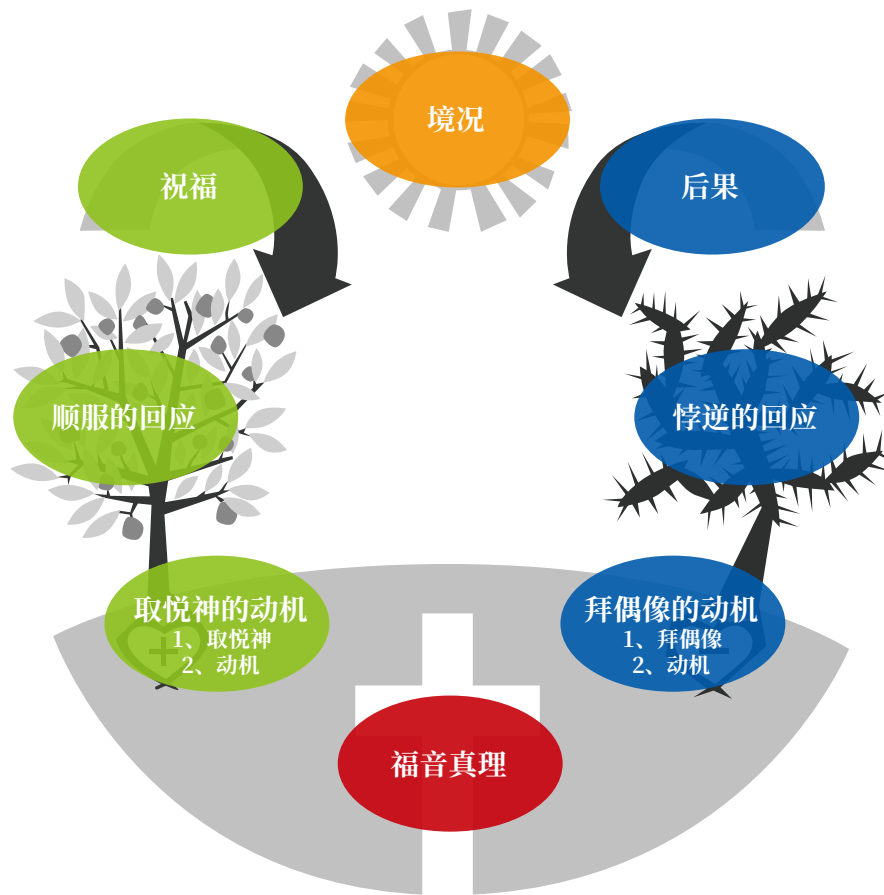 境况
祝福
后果
顺服的回应
悖逆的回应
取悦神的动机
1、取悦神
2、动机
拜偶像的动机
1、拜偶像
2、动机
福音真理